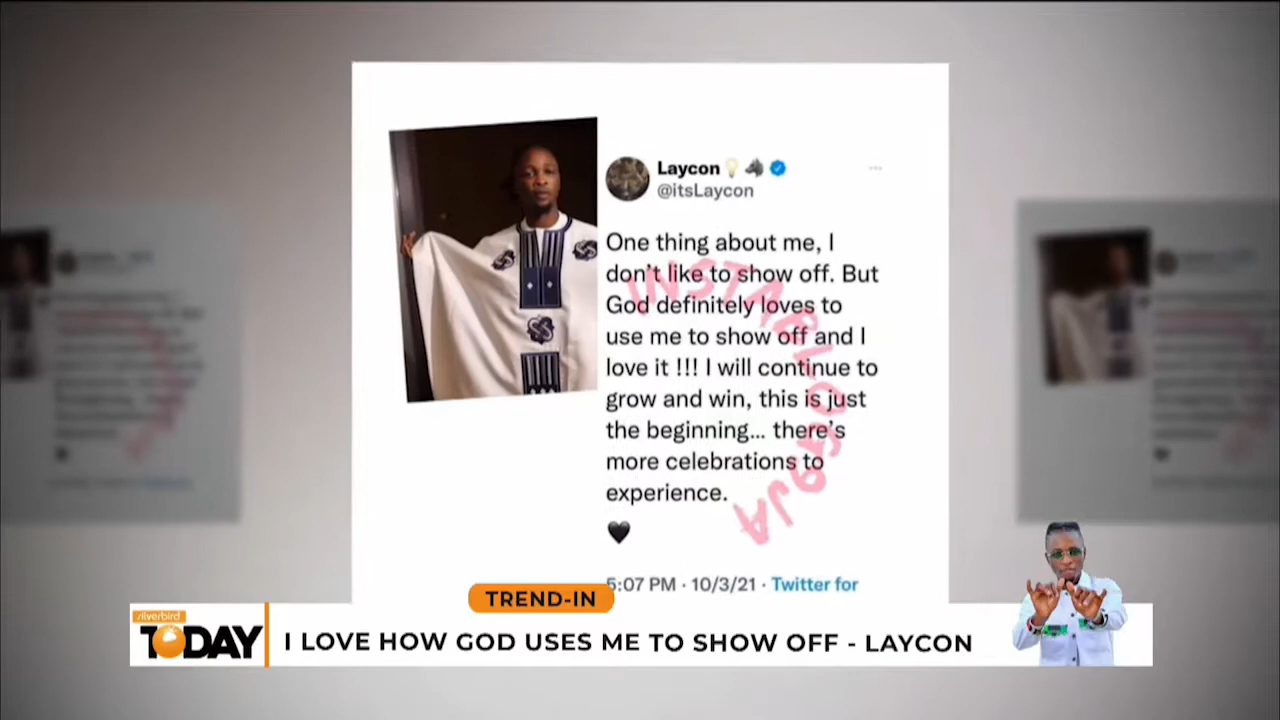 Laycon
@itsLaycon
One thing about me, I
don't like to show off. But
God definitely loves to
use me to show off and I
love it !!! I will continue to
grow and win, this is just
the beginning... there's
more celebrations to
experience.
INSTABLOG9JA
5:07 PM · 10/3/21 · Twitter for
TREND-IN
silverbird
TODAY
I LOVE HOW GOD USES ME TO SHOW OFF - LAYCON